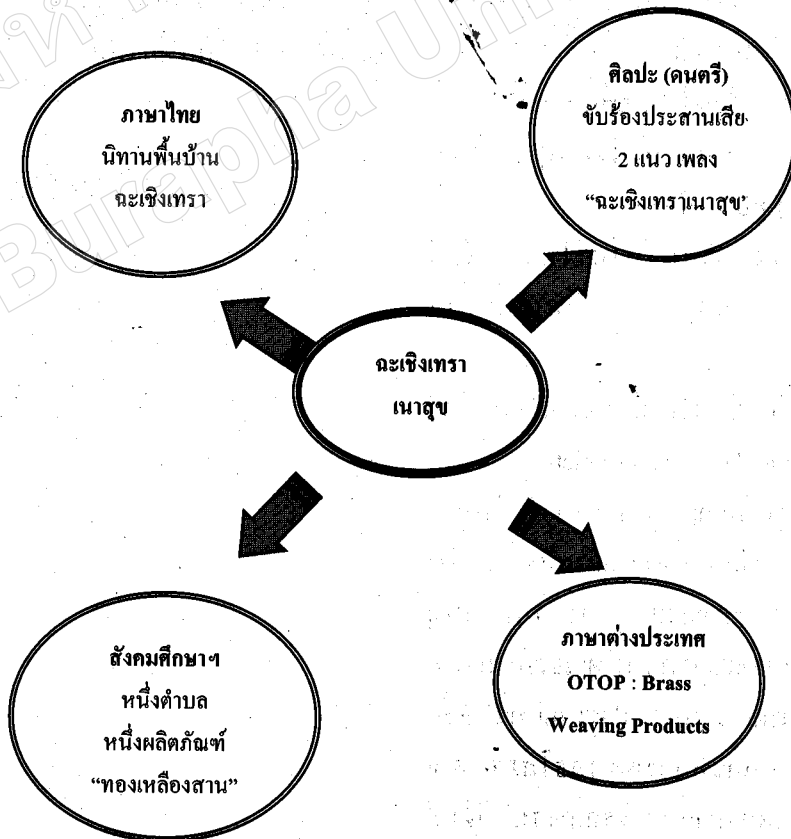 Burapha Uni
ภาษาไทย
นิทานพื้นบ้าน
ฉะเชิงเทรา
ศิลปะ (ดนตรี)
ขับร้องประสานเสีย
2 แนว เพลง
“ฉะเชิงเทราเนาสุข”
ฉะเชิงเทรา
เนาสุข
สังคมศึกษาฯ
หนึ่งตำบล
หนึ่งผลิตภัณฑ์
“ทองเหลืองสาน”
ภาษาต่างประเทศ
OTOP : Brass
Weaving Products